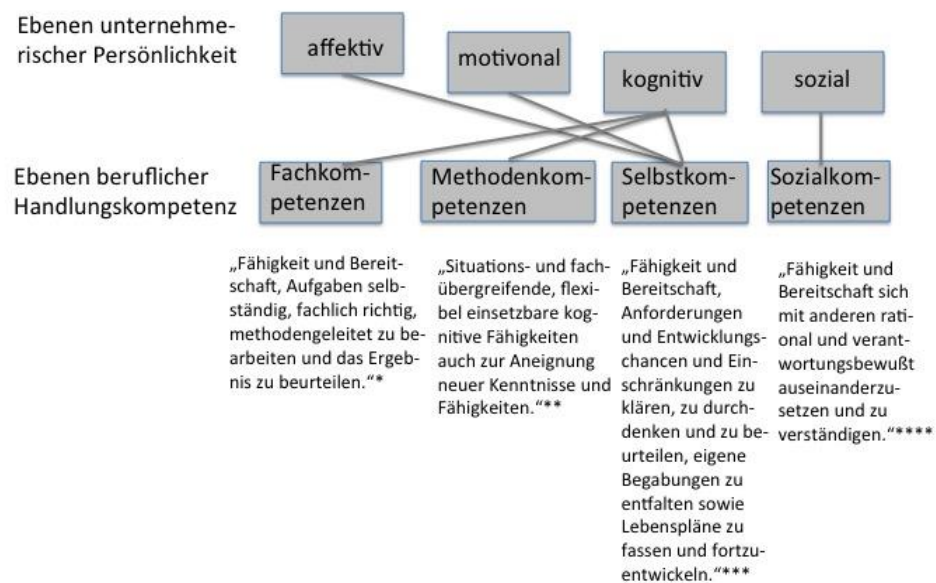 Ebenen unternehme-
rischer Persönlichkeit
affektiv
motivonal
kognitiv
sozial
Ebenen beruflicher
Handlungskompetenz
Fachkom-
petenzen
Methodenkom-
petenzen
Selbstkom-
petenzen
Sozialkom-
petenzen
„Fähigkeit und Bereit-
schaft, Aufgaben selb-
ständig, fachlich richtig,
methodengeleitet zu be-
arbeiten und das Ergeb-
nis zu beurteilen.“*
„Situations- und fach-
übergreifende, flexi-
bel einsetzbare kog-
nitive Fähigkeiten
auch zur Aneignung
neuer Kenntnisse und
Fähigkeiten.“**
„Fähigkeit und
Bereitschaft,
Anforderungen
und Entwicklungs-
chancen und Ein-
schränkungen zu
klären, zu durch-
denken und zu be-
urteilen, eigene
Begabungen zu
entfalten sowie
Lebenspläne zu
fassen und fortzu-
entwickeln.“***
„Fähigkeit und
Bereitschaft sich
mit anderen rati-
onal und verant-
wortungsbewußt
auseinanderzu-
setzen und zu
verständigen.“****